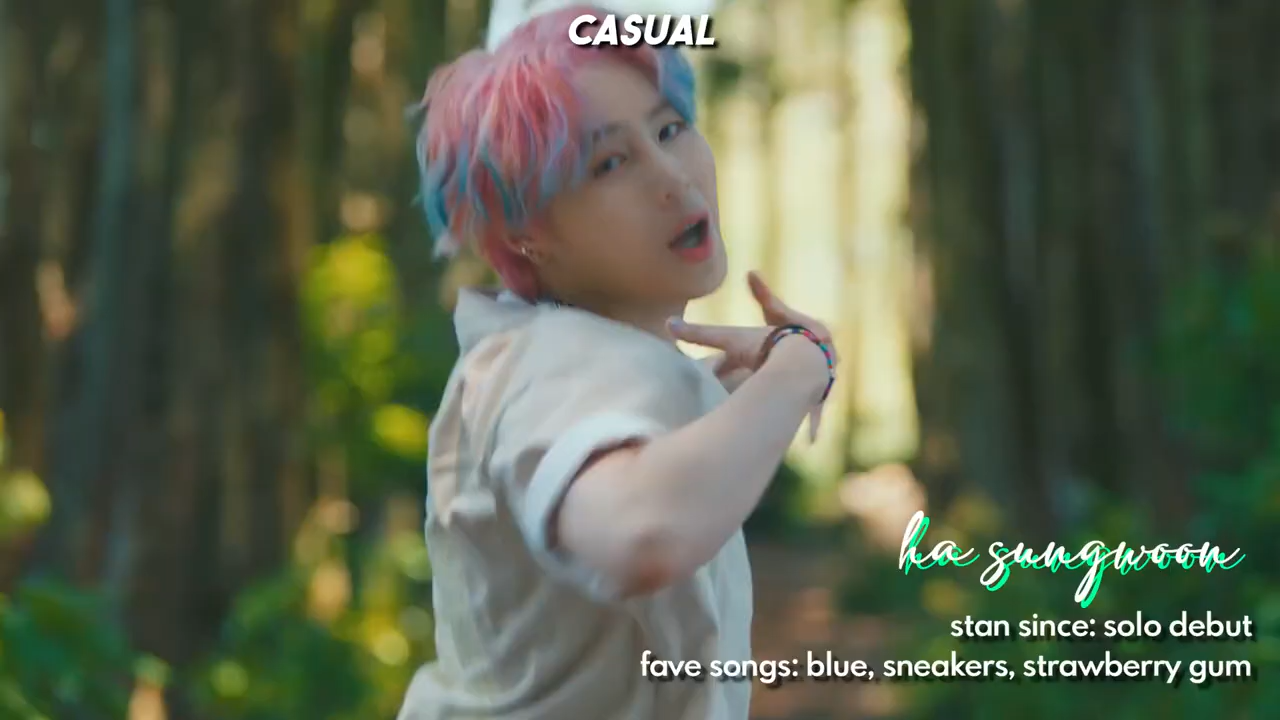 CASUAL
ha sungwoon
stan since: solo debut
fave songs: blue, sneakers, strawberry gum